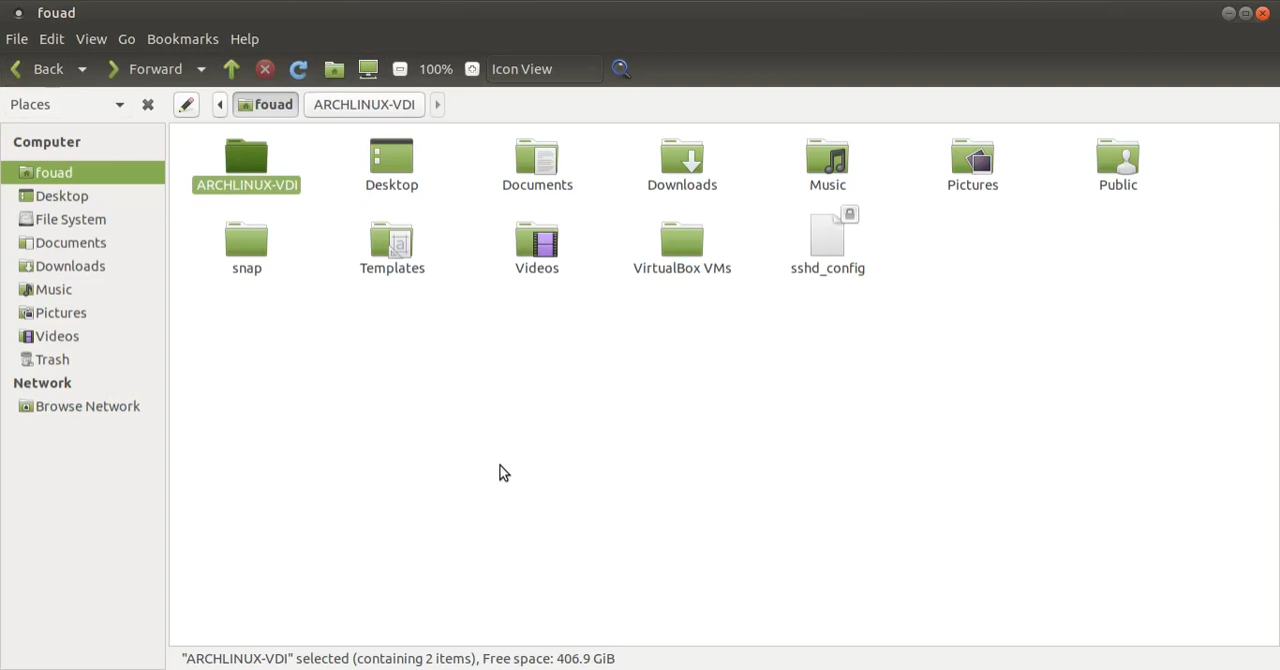 fouad
File Edit View Go Bookmarks Help
Back Forward 100% Icon View
Places fouad ARCHLINUX-VDI
Computer
fouad
Desktop
File System
Documents
Downloads
Music
Pictures
Videos
Trash
Network
Browse Network
ARCHLINUX-VDI Desktop Documents Downloads Music Pictures Public
snap Templates Videos VirtualBox VMs sshd_config
"ARCHLINUX-VDI" selected (containing 2 items), Free space: 406.9 GiB